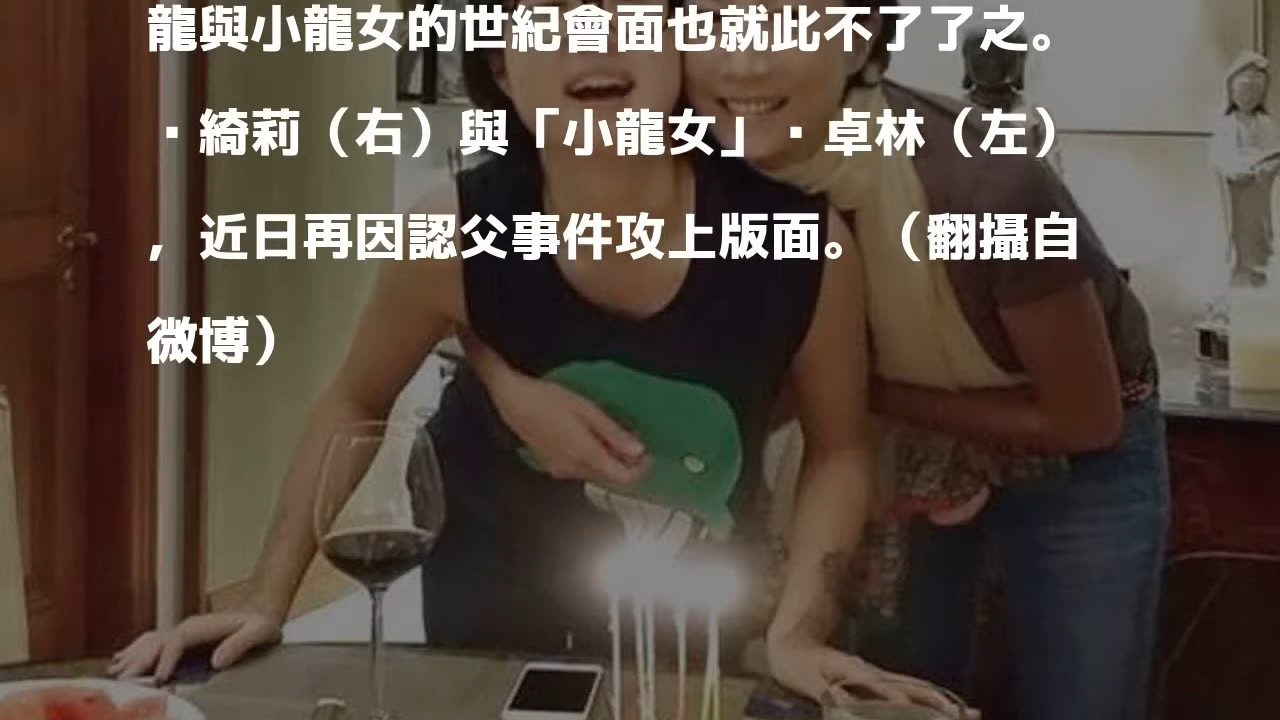 龍與小龍女的世紀會面也就此不了了之。
▪綺莉（右）與「小龍女」▪卓林（左）
，近日再因認父事件攻上版面。（翻攝自
微博）